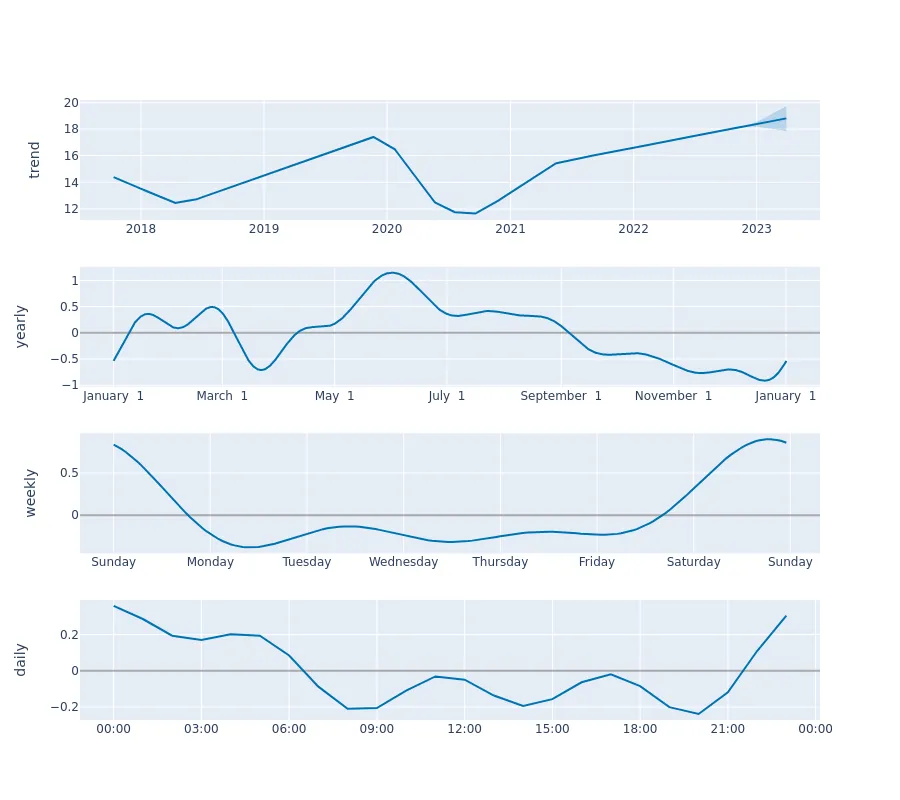 trend
20
18
16
14
12
2018 2019 2020 2021 2022 2023
yearly
1
0.5
0
−0.5
−1
January 1 March 1 May 1 July 1 September 1 November 1 January 1
weekly
0.5
0
Sunday Monday Tuesday Wednesday Thursday Friday Saturday Sunday
daily
0.2
0
−0.2
00:00 03:00 06:00 09:00 12:00 15:00 18:00 21:00 00:00